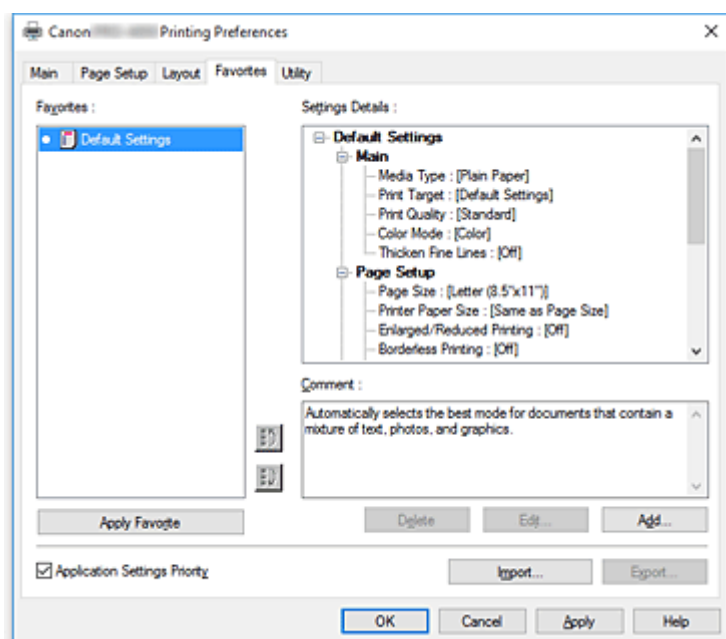 Canon Printing Preferences
Main Page Setup Layout Favorites Utility
Favorites :
Default Settings
Apply Favorite
Settings Details :
Default Settings
Main
Media Type : [Plain Paper]
Print Target : [Default Settings]
Print Quality : [Standard]
Color Mode : [Color]
Thicken Fine Lines : [Off]
Page Setup
Page Size : [Letter (8.5"x11")]
Printer Paper Size : [Same as Page Size]
Enlarged/Reduced Printing : [Off]
Borderless Printing : [Off]
Comment :
Automatically selects the best mode for documents that contain a
mixture of text, photos, and graphics.
Delete Edit... Add...
Application Settings Priority
Import... Export...
OK Cancel Apply Help